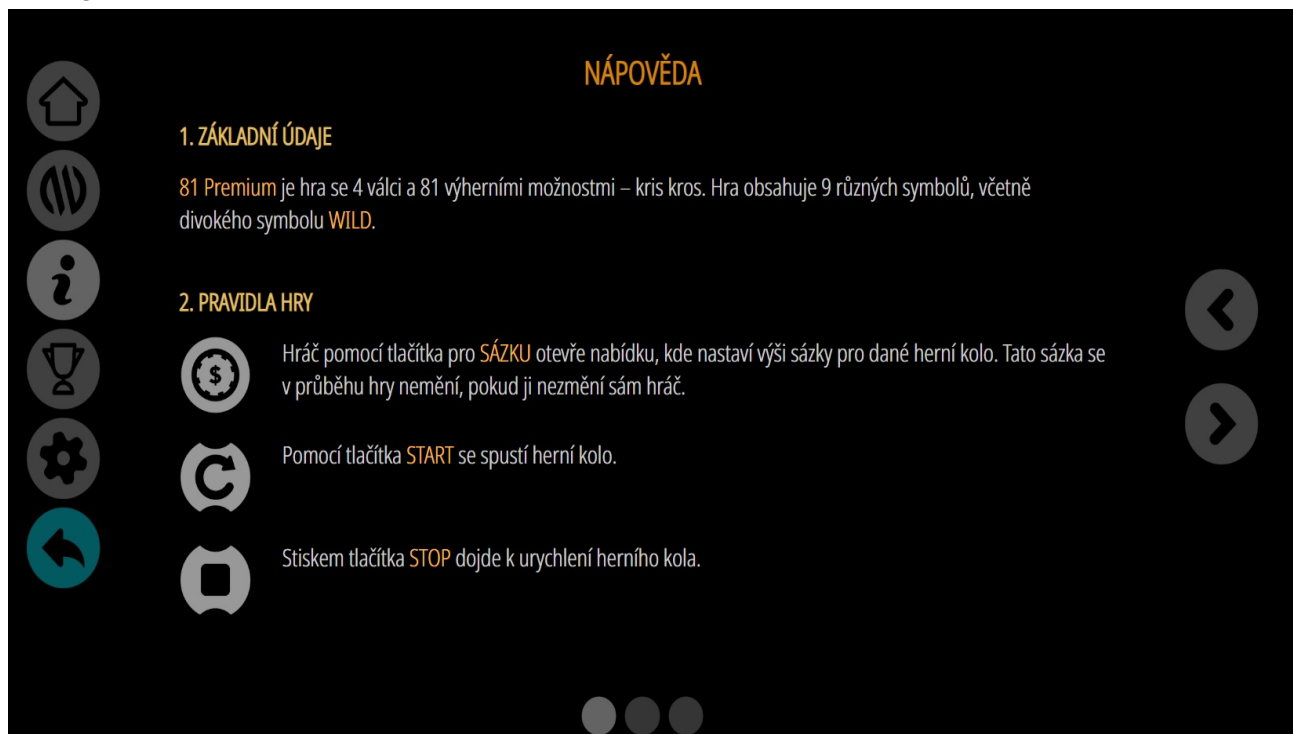 NÁPOVĚDA
1. ZÁKLADNÍ ÚDAJE
81 Premium je hra se 4 válci a 81 výherními možnostmi – kris kros. Hra obsahuje 9 různých symbolů, včetně
divokého symbolu WILD.
2. PRAVIDLA HRY
Hráč pomocí tlačítka pro SÁZKU otevře nabídku, kde nastaví výši sázky pro dané herní kolo. Tato sázka se
v průběhu hry nemění, pokud ji nezmění sám hráč.
Pomocí tlačítka START se spustí herní kolo.
Stiskem tlačítka STOP dojde k urychlení herního kola.